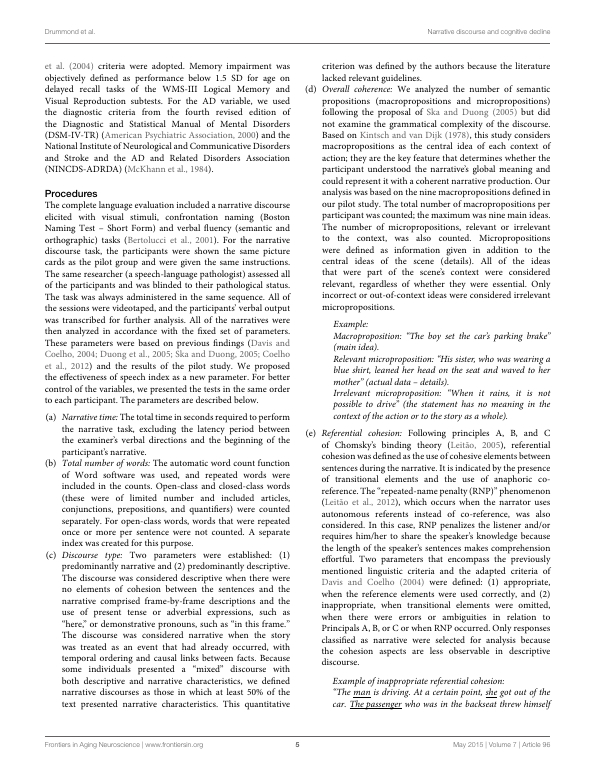 Drummond et al.
Narrative discourse and cognitive decline
et al. (2004) criteria were adopted. Memory impairment was
objectively defined as performance below 1.5 SD for age on
delayed recall tasks of the WMS-III Logical Memory and
Visual Reproduction subtests. For the AD variable, we used
the diagnostic criteria from the fourth revised edition of
the Diagnostic and Statistical Manual of Mental Disorders
(DSM-IV-TR) (American Psychiatric Association, 2000) and the
National Institute of Neurological and Communicative Disorders
and Stroke and the AD and Related Disorders Association
(NINCDS-ADRDA) (McKhann et al., 1984).
Procedures
The complete language evaluation included a narrative discourse
elicited with visual stimuli, confrontation naming (Boston
Naming Test – Short Form) and verbal fluency (semantic and
orthographic) tasks (Bertolucci et al., 2001). For the narrative
discourse task, the participants were shown the same picture
cards as the pilot group and were given the same instructions.
The same researcher (a speech-language pathologist) assessed all
of the participants and was blinded to their pathological status.
The task was always administered in the same sequence. All of
the sessions were videotaped, and the participants' verbal output
was transcribed for further analysis. All of the narratives were
then analyzed in accordance with the fixed set of parameters.
These parameters were based on previous findings (Davis and
Coelho, 2004; Duong et al., 2005; Ska and Duong, 2005; Coelho
et al., 2012) and the results of the pilot study. We proposed
the effectiveness of speech index as a new parameter. For better
control of the variables, we presented the tests in the same order
to each participant. The parameters are described below.
(a) Narrative time: The total time in seconds required to perform
the narrative task, excluding the latency period between
the examiner's verbal directions and the beginning of the
participant's narrative.
(b) Total number of words: The automatic word count function
of Word software was used, and repeated words were
included in the counts. Open-class and closed-class words
(these were of limited number and included articles,
conjunctions, prepositions, and quantifiers) were counted
separately. For open-class words, words that were repeated
once or more per sentence were not counted. A separate
index was created for this purpose.
(c) Discourse type: Two parameters were established: (1)
predominantly narrative and (2) predominantly descriptive.
The discourse was considered descriptive when there were
no elements of cohesion between the sentences and the
narrative comprised frame-by-frame descriptions and the
use of present tense or adverbial expressions, such as
"here," or demonstrative pronouns, such as "in this frame."
The discourse was considered narrative when the story
was treated as an event that had already occurred, with
temporal ordering and causal links between facts. Because
some individuals presented a "mixed" discourse with
both descriptive and narrative characteristics, we defined
narrative discourses as those in which at least 50% of the
text presented narrative characteristics. This quantitative
criterion was defined by the authors because the literature
lacked relevant guidelines.
(d) Overall coherence: We analyzed the number of semantic
propositions (macropropositions and micropropositions)
following the proposal of Ska and Duong (2005) but did
not examine the grammatical complexity of the discourse.
Based on Kintsch and van Dijk (1978), this study considers
macropropositions as the central idea of each context of
action; they are the key feature that determines whether the
participant understood the narrative's global meaning and
could represent it with a coherent narrative production. Our
analysis was based on the nine macropropositions defined in
our pilot study. The total number of macropropositions per
participant was counted; the maximum was nine main ideas.
The number of micropropositions, relevant or irrelevant
to the context, was also counted. Micropropositions
were defined as information given in addition to the
central ideas of the scene (details). All of the ideas
that were part of the scene's context were considered
relevant, regardless of whether they were essential. Only
incorrect or out-of-context ideas were considered irrelevant
micropropositions.
Example:
Macroproposition: "The boy set the car's parking brake"
(main idea).
Relevant microproposition: "His sister, who was wearing a
blue shirt, leaned her head on the seat and waved to her
mother" (actual data – details).
Irrelevant microproposition: "When it rains, it is not
possible to drive" (the statement has no meaning in the
context of the action or to the story as a whole).
(e) Referential cohesion: Following principles A, B, and C
of Chomsky's binding theory (Leitão, 2005), referential
cohesion was defined as the use of cohesive elements between
sentences during the narrative. It is indicated by the presence
of transitional elements and the use of anaphoric co-
reference. The "repeated-name penalty (RNP)" phenomenon
(Leitão et al., 2012), which occurs when the narrator uses
autonomous referents instead of co-reference, was also
considered. In this case, RNP penalizes the listener and/or
requires him/her to share the speaker's knowledge because
the length of the speaker's sentences makes comprehension
effortful. Two parameters that encompass the previously
mentioned linguistic criteria and the adapted criteria of
Davis and Coelho (2004) were defined: (1) appropriate,
when the reference elements were used correctly, and (2)
inappropriate, when transitional elements were omitted,
when there were errors or ambiguities in relation to
Principals A, B, or C or when RNP occurred. Only responses
classified as narrative were selected for analysis because
the cohesion aspects are less observable in descriptive
discourse.
Example of inappropriate referential cohesion:
"The man is driving. At a certain point, she got out of the
car. The passenger who was in the backseat threw himself
Frontiers in Aging Neuroscience | www.frontiersin.org
5
May 2015 | Volume 7 | Article 96